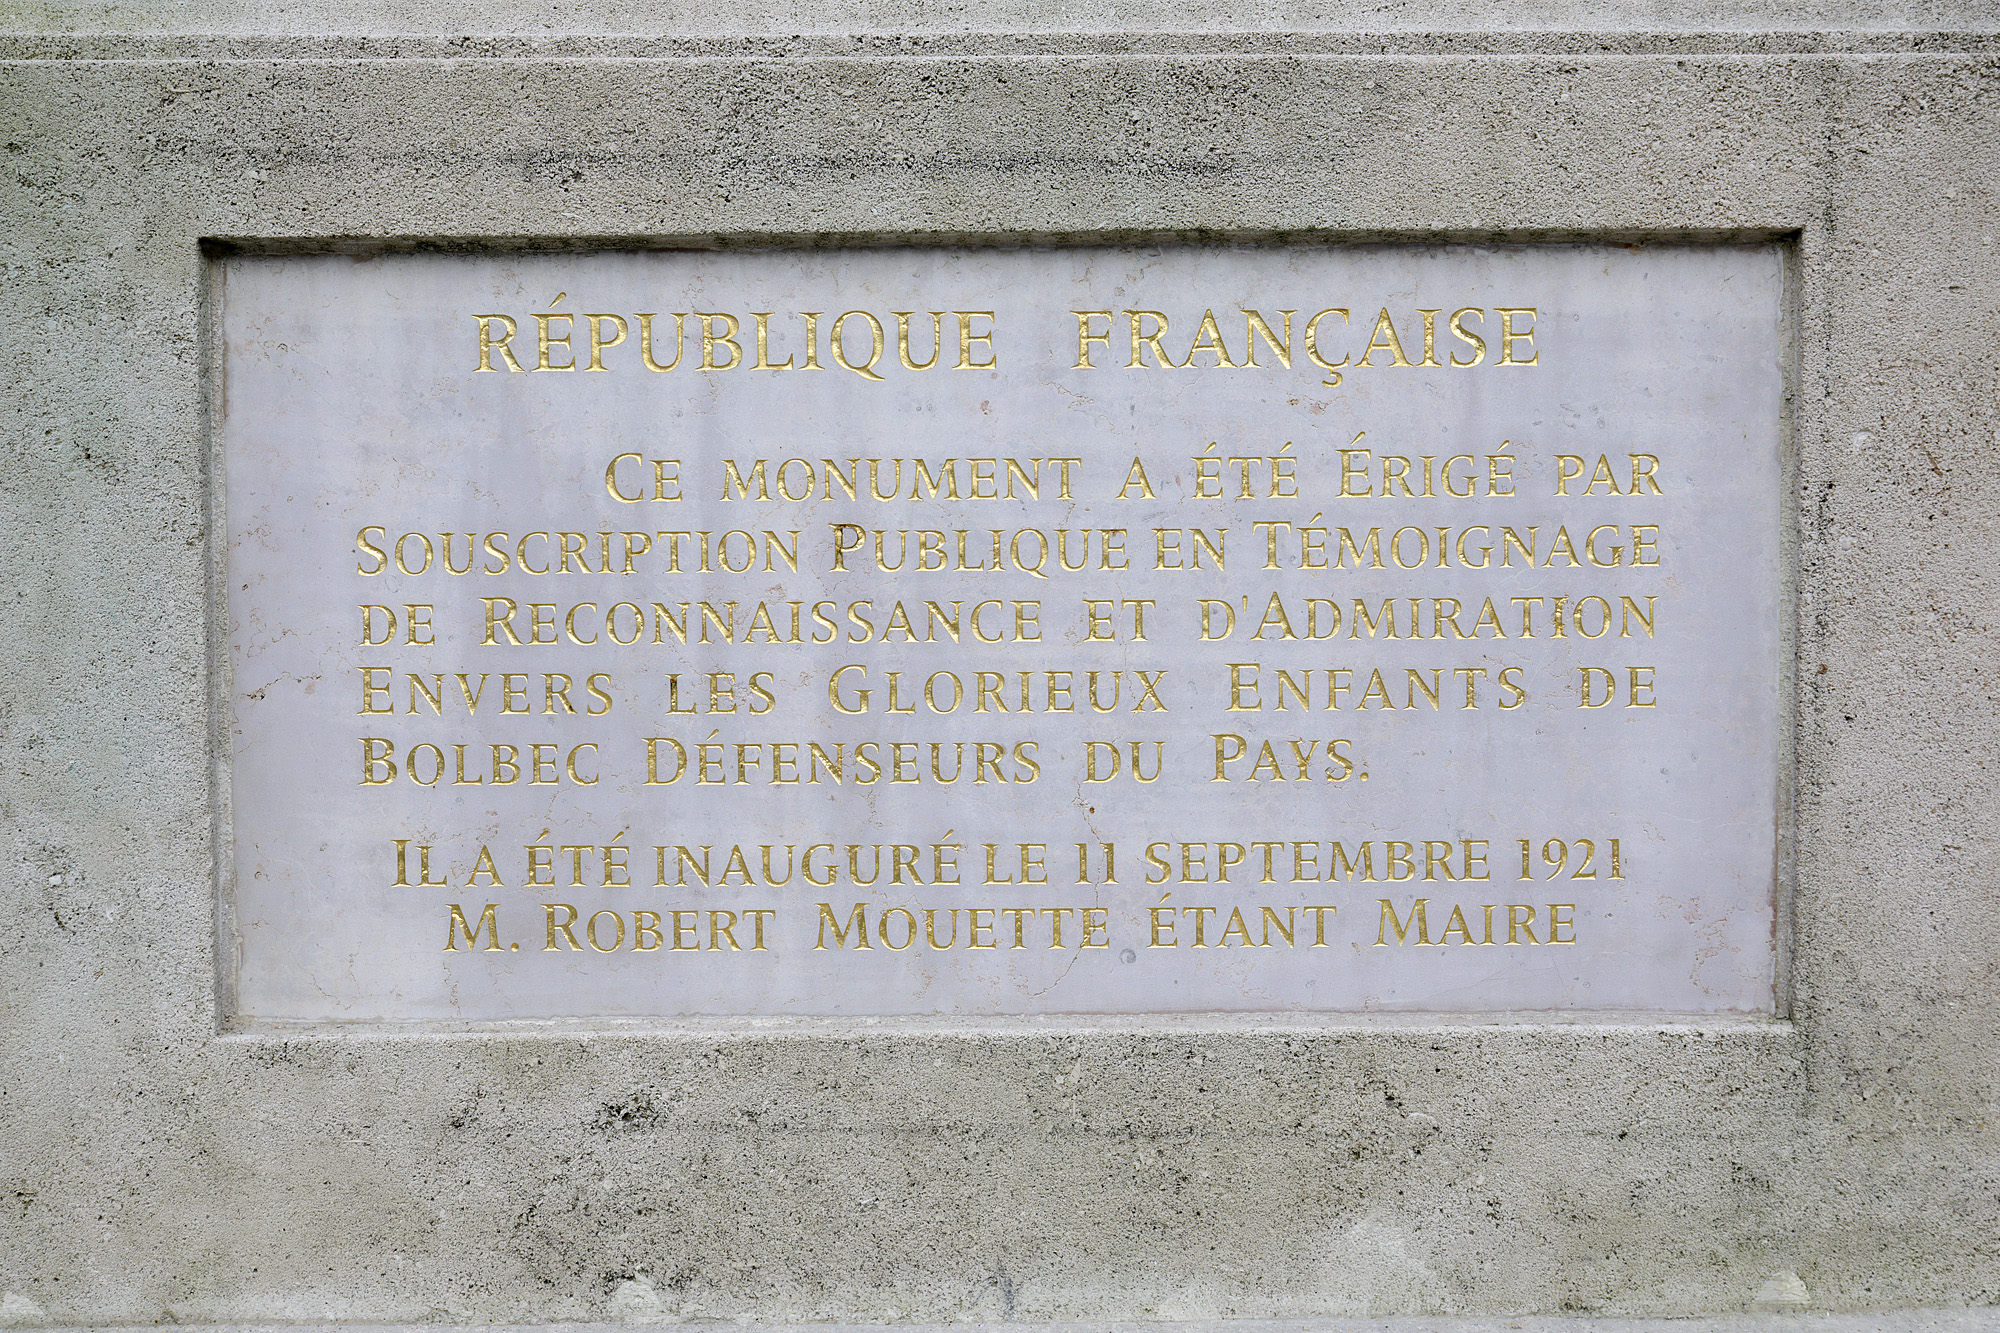 RÉPUBLIQUE FRANÇAISE
CE MONUMENT A ÉTÉ ÉRIGÉ PAR
SOUSCRIPTION PUBLIQUE EN TÉMOIGNAGE
DE RECONNAISSANCE ET D'ADMIRATION
ENVERS LES GLORIEUX ENFANTS DE
BOLBEC DÉFENSEURS DU PAYS.
IL A ÉTÉ INAUGURÉ LE 11 SEPTEMBRE 1921
M. ROBERT MOUETTE ÉTANT MAIRE